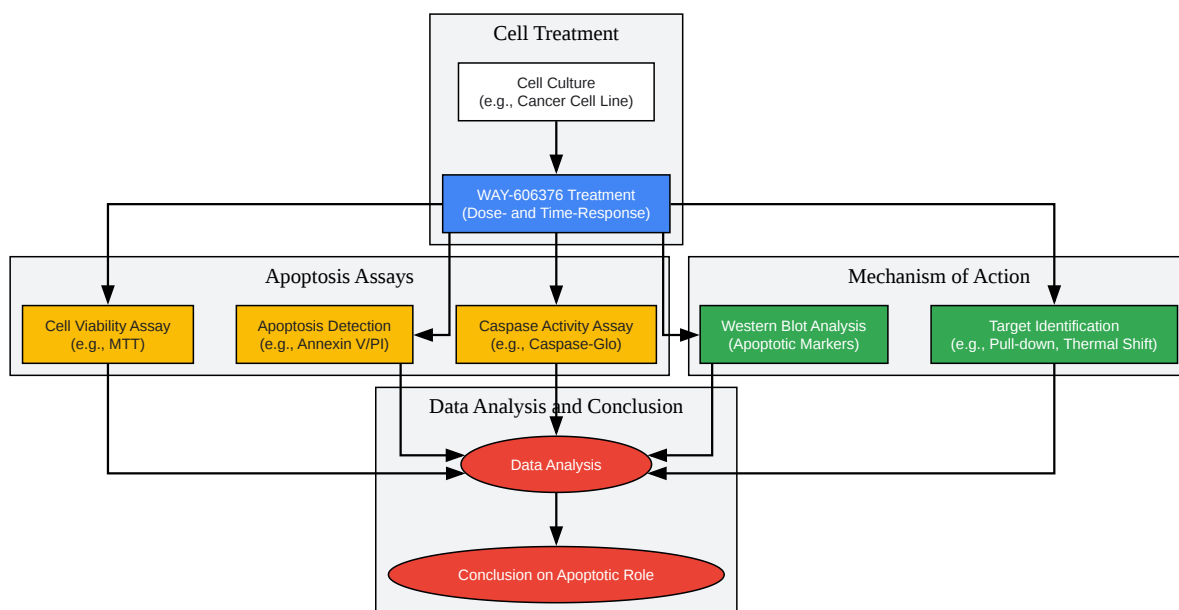 Cell Treatment
Cell Culture
(e.g., Cancer Cell Line)
WAY-606376 Treatment
(Dose- and Time-Response)
Apoptosis Assays
Mechanism of Action
Cell Viability Assay
(e.g., MTT)
Apoptosis Detection
(e.g., Annexin V/PI)
Caspase Activity Assay
(e.g., Caspase-Glo)
Western Blot Analysis
(Apoptotic Markers)
Target Identification
(e.g., Pull-down, Thermal Shift)
Data Analysis and Conclusion
Data Analysis
Conclusion on Apoptotic Role